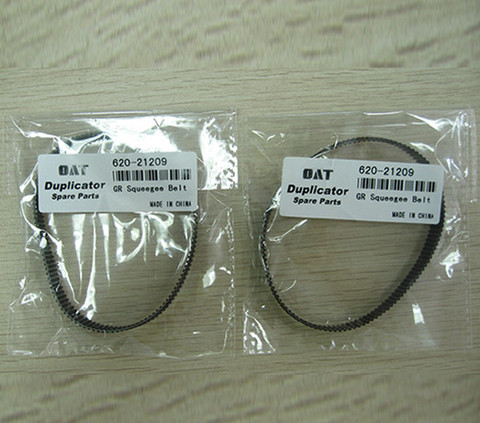 OAT
Duplicator
Spare Parts
620-21209
GR Squeegee Belt
MADE IN CHINA
OAT
Duplicator
Spare Parts
620-21209
GR Squeegee Belt
MADE IN CHINA